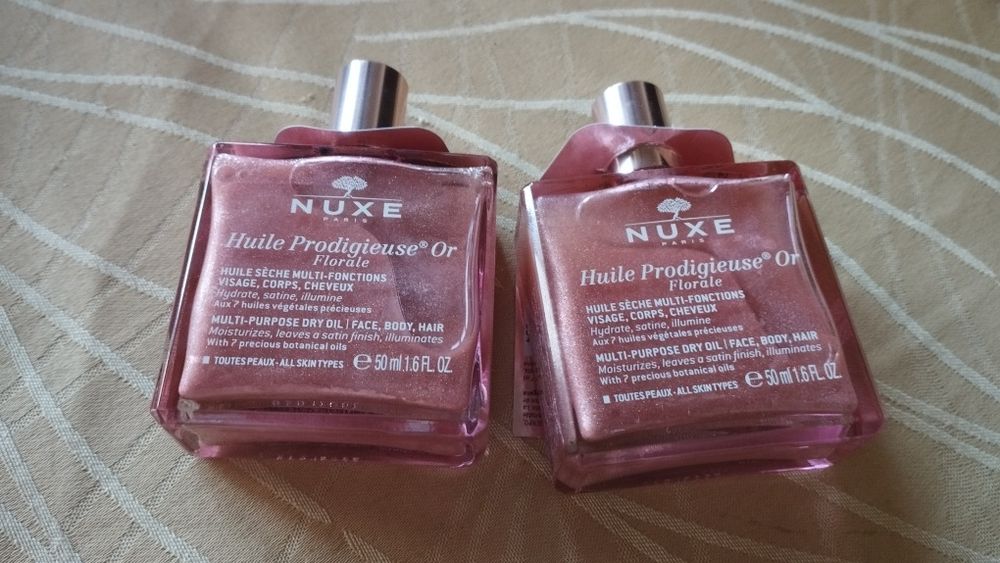 NUXE
PARIS
Huile Prodigieuse® Or
Florale
HUILE SÈCHE MULTI-FONCTIONS
VISAGE, CORPS, CHEVEUX
Hydrate, satine, illumine
Aux 7 huiles végétales précieuses
MULTI-PURPOSE DRY OIL | FACE, BODY, HAIR
Moisturizes, leaves a satin finish, illuminates
With 7 precious botanical oils
TOUTES PEAUX - ALL SKIN TYPES
℮ 50 ml 1.6 FL. OZ.
NUXE
PARIS
Huile Prodigieuse® Or
Florale
HUILE SÈCHE MULTI-FONCTIONS
VISAGE, CORPS, CHEVEUX
Hydrate, satine, illumine
Aux 7 huiles végétales précieuses
MULTI-PURPOSE DRY OIL | FACE, BODY, HAIR
Moisturizes, leaves a satin finish, illuminates
With 7 precious botanical oils
TOUTES PEAUX - ALL SKIN TYPES
℮ 50 ml 1.6 FL. OZ.